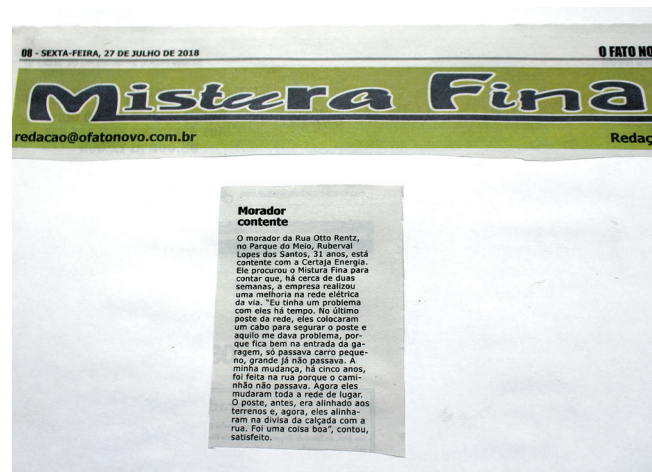 08 - SEXTA-FEIRA, 27 DE JULHO DE 2018
O FATO NO
Mistura Fina
redacao@ofatonovo.com.br
Redaç
Morador
contente
O morador da Rua Otto Rentz,
no Parque do Meio, Ruberval
Lopes dos Santos, 31 anos, está
contente com a Certaja Energia.
Ele procurou o Mistura Fina para
contar que, há cerca de duas
semanas, a empresa realizou
uma melhoria na rede elétrica
da via. "Eu tinha um problema
com eles há tempo. No último
poste da rede, eles colocaram
um cabo para segurar o poste e
aquilo me dava problema, por-
que fica bem na entrada da ga-
ragem, só passava carro peque-
no, grande já não passava. A
minha mudança, há cinco anos,
foi feita na rua porque o cami-
nhão não passava. Agora eles
mudaram toda a rede de lugar.
O poste, antes, era alinhado aos
terrenos e, agora, eles alinha-
ram na divisa da calçada com a
rua. Foi uma coisa boa", contou,
satisfeito.